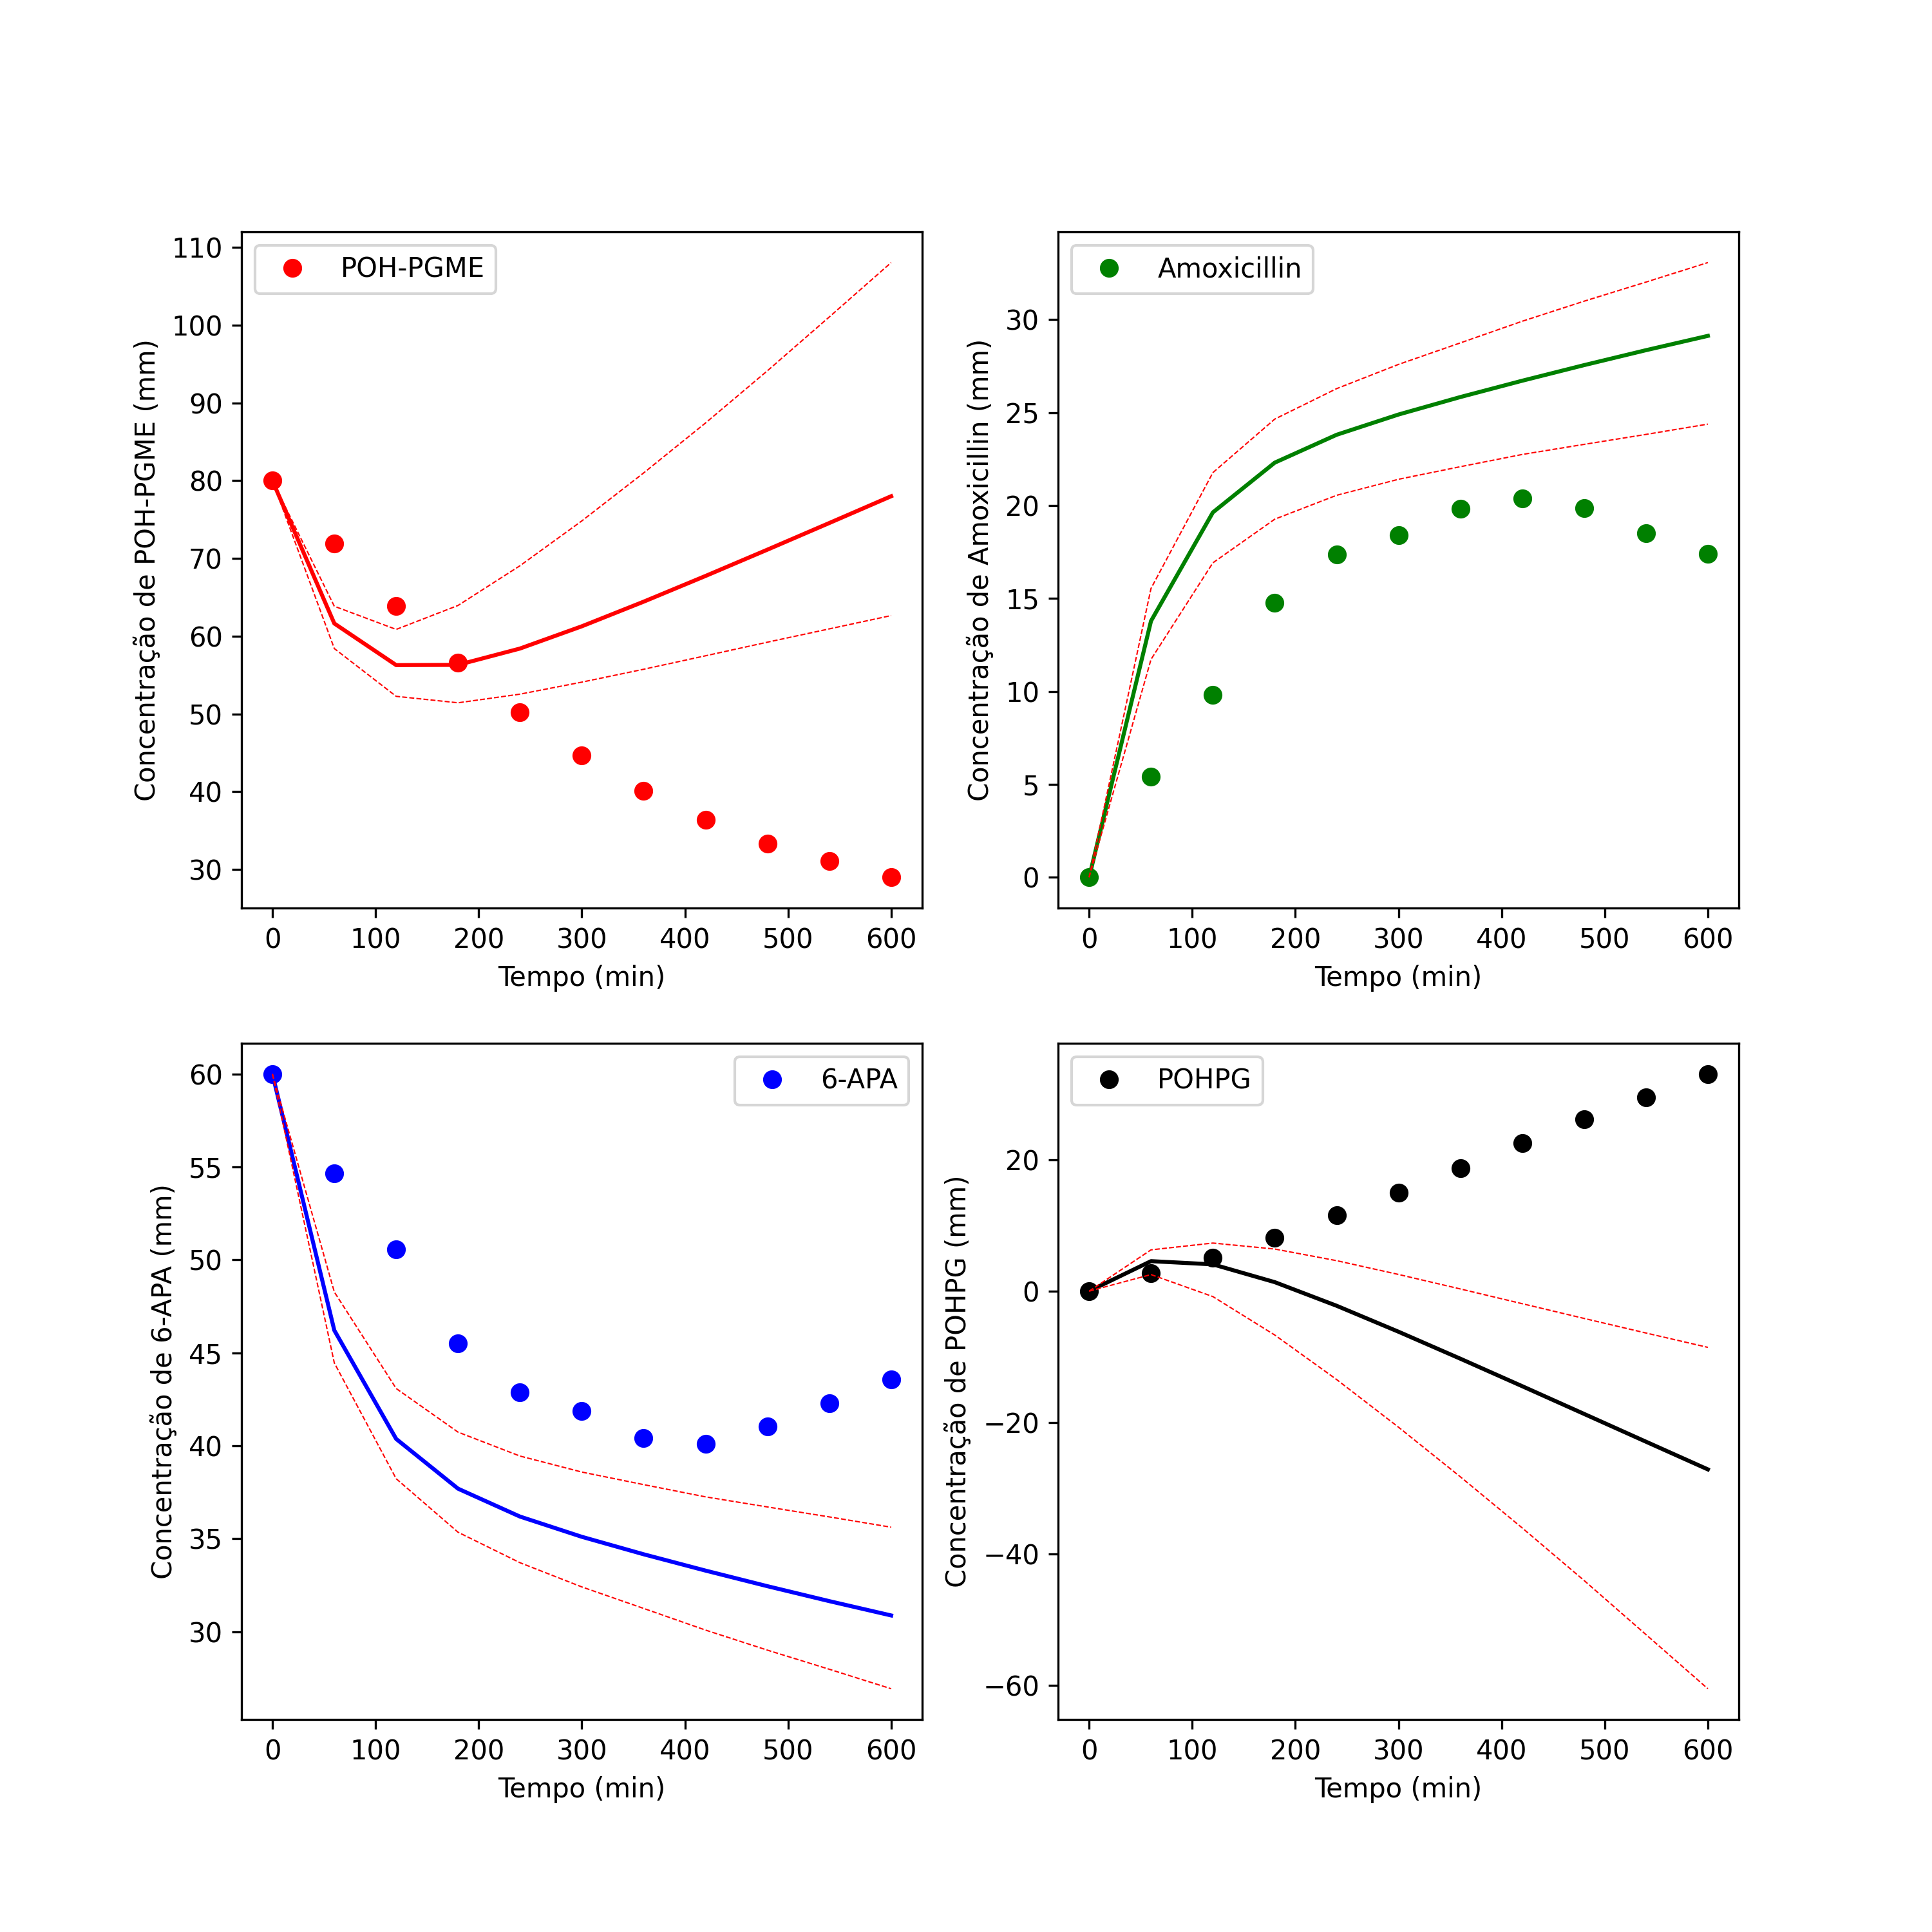 POH-PGME
110
100
90
80
70
60
50
40
30
Concentração de POH-PGME (mm)
0 100 200 300 400 500 600
Tempo (min)
Amoxicillin
30
25
20
15
10
5
0
Concentração de Amoxicillin (mm)
0 100 200 300 400 500 600
Tempo (min)
6-APA
60
55
50
45
40
35
30
Concentração de 6-APA (mm)
0 100 200 300 400 500 600
Tempo (min)
POHPG
20
0
−20
−40
−60
Concentração de POHPG (mm)
0 100 200 300 400 500 600
Tempo (min)